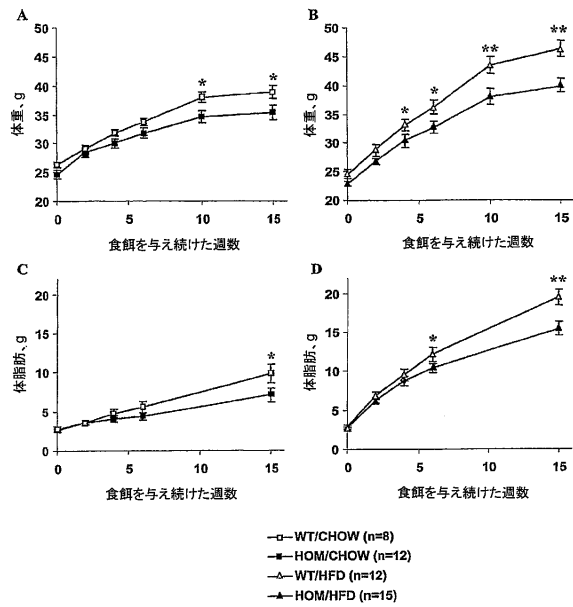 A
50
45
40
35
30
25
20
体重、g
* *
0 5 10 15
食餌を与え続けた週数
B
50
45
40
35
30
25
20
体重、g
* * ** **
0 5 10 15
食餌を与え続けた週数
C
20
15
10
5
0
体脂肪、g
*
0 5 10 15
食餌を与え続けた週数
D
20
15
10
5
0
体脂肪、g
* **
0 5 10 15
食餌を与え続けた週数
WT/CHOW (n=8)
HOM/CHOW (n=12)
WT/HFD (n=12)
HOM/HFD (n=15)